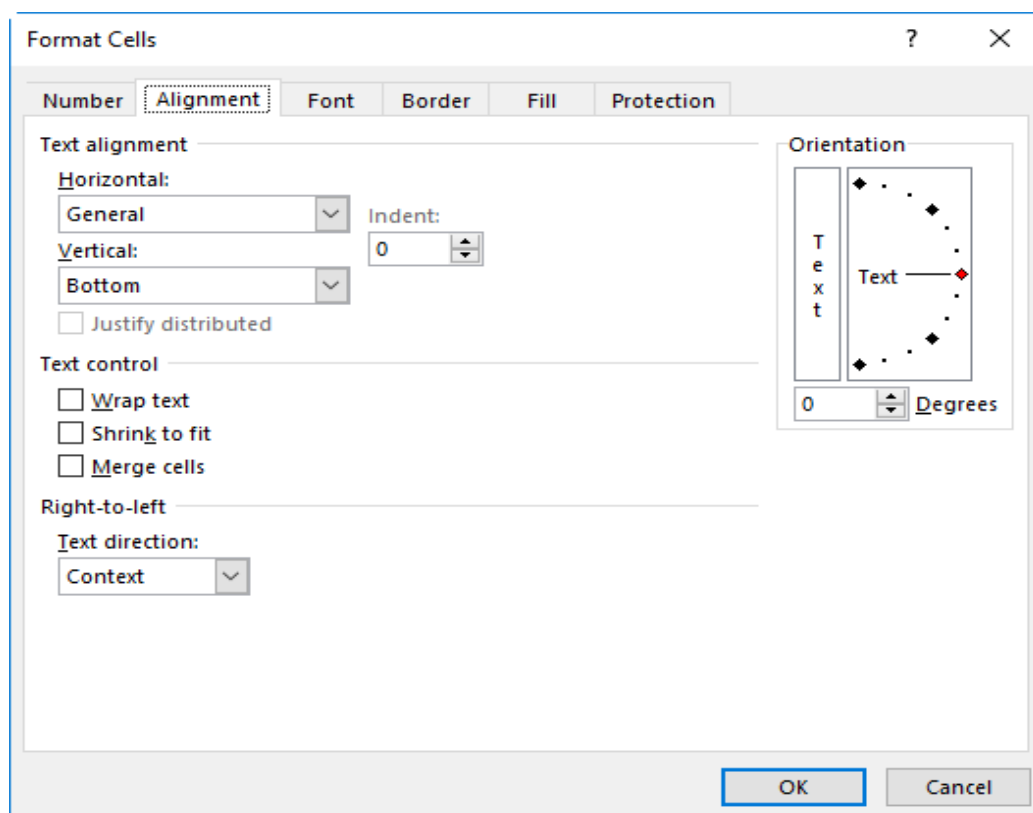 Format Cells ?
Number Alignment Font Border Fill Protection
Text alignment
Horizontal:
General
Indent:
0
Vertical:
Bottom
Justify distributed
Text control
Wrap text
Shrink to fit
Merge cells
Right-to-left
Text direction:
Context
Orientation
Text
Text
0 Degrees
OK Cancel